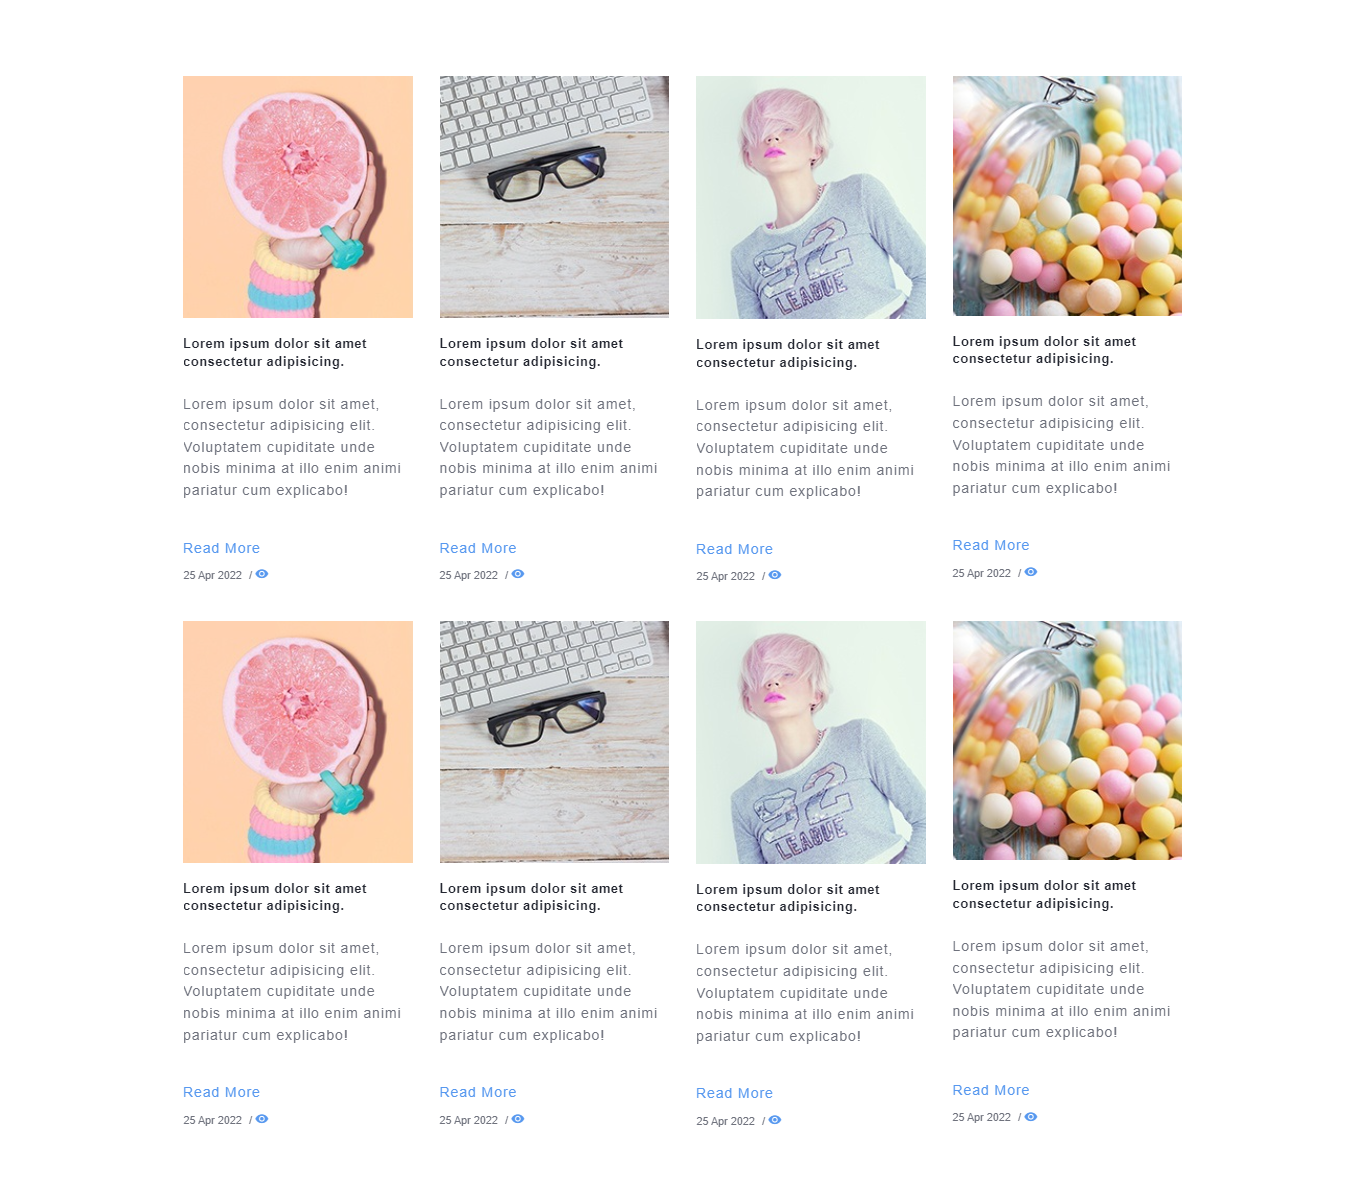 92
LEAGUE
Lorem ipsum dolor sit amet
consectetur adipisicing.
Lorem ipsum dolor sit amet,
consectetur adipisicing elit.
Voluptatem cupiditate unde
nobis minima at illo enim animi
pariatur cum explicabo!
Read More
25 Apr 2022 /
Lorem ipsum dolor sit amet
consectetur adipisicing.
Lorem ipsum dolor sit amet,
consectetur adipisicing elit.
Voluptatem cupiditate unde
nobis minima at illo enim animi
pariatur cum explicabo!
Read More
25 Apr 2022 /
Lorem ipsum dolor sit amet
consectetur adipisicing.
Lorem ipsum dolor sit amet,
consectetur adipisicing elit.
Voluptatem cupiditate unde
nobis minima at illo enim animi
pariatur cum explicabo!
Read More
25 Apr 2022 /
Lorem ipsum dolor sit amet
consectetur adipisicing.
Lorem ipsum dolor sit amet,
consectetur adipisicing elit.
Voluptatem cupiditate unde
nobis minima at illo enim animi
pariatur cum explicabo!
Read More
25 Apr 2022 /
92
LEAGUE
Lorem ipsum dolor sit amet
consectetur adipisicing.
Lorem ipsum dolor sit amet,
consectetur adipisicing elit.
Voluptatem cupiditate unde
nobis minima at illo enim animi
pariatur cum explicabo!
Read More
25 Apr 2022 /
Lorem ipsum dolor sit amet
consectetur adipisicing.
Lorem ipsum dolor sit amet,
consectetur adipisicing elit.
Voluptatem cupiditate unde
nobis minima at illo enim animi
pariatur cum explicabo!
Read More
25 Apr 2022 /
Lorem ipsum dolor sit amet
consectetur adipisicing.
Lorem ipsum dolor sit amet,
consectetur adipisicing elit.
Voluptatem cupiditate unde
nobis minima at illo enim animi
pariatur cum explicabo!
Read More
25 Apr 2022 /
Lorem ipsum dolor sit amet
consectetur adipisicing.
Lorem ipsum dolor sit amet,
consectetur adipisicing elit.
Voluptatem cupiditate unde
nobis minima at illo enim animi
pariatur cum explicabo!
Read More
25 Apr 2022 /